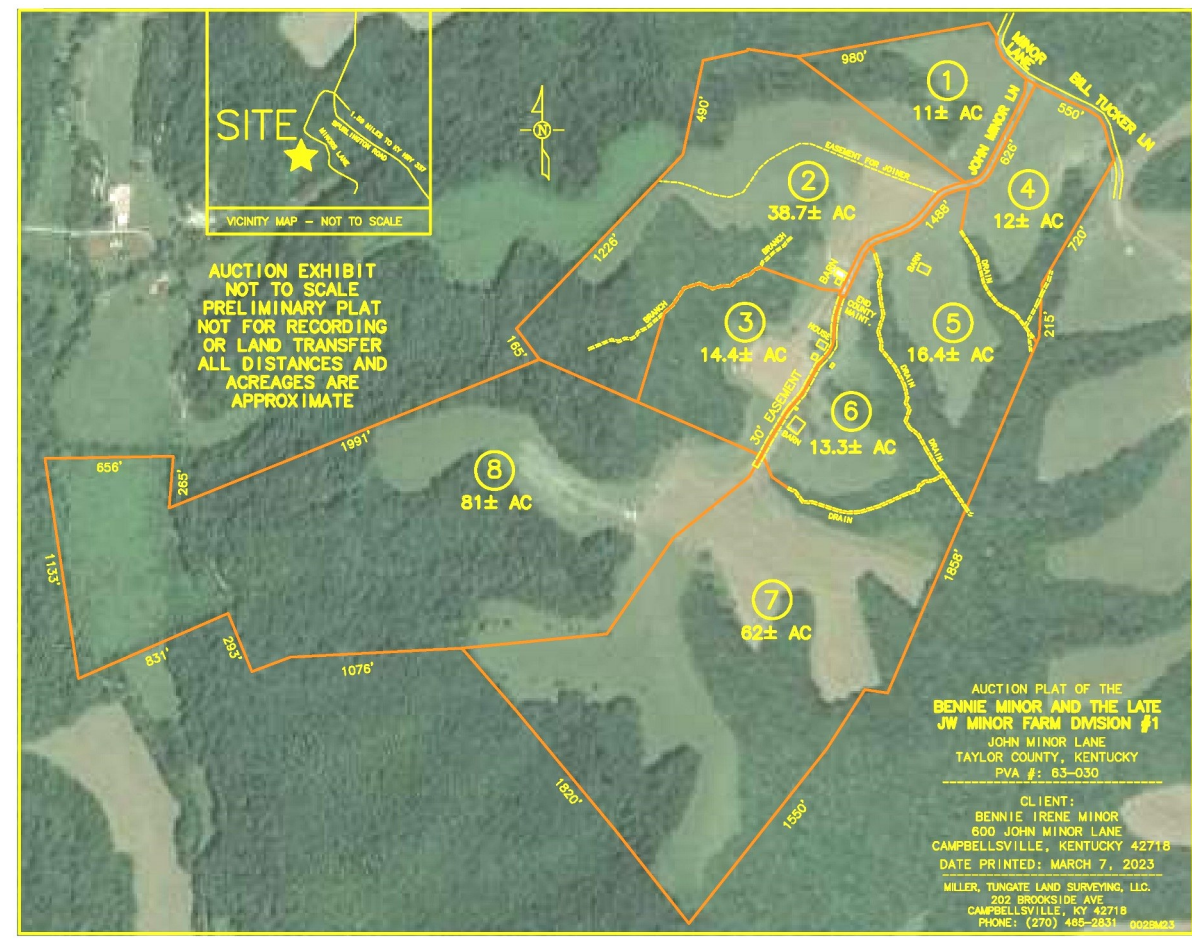 SITE
1.59 MILES TO KY HWY 337
SPURLINGTON ROAD
MINORS LANE
VICINITY MAP - NOT TO SCALE
N
AUCTION EXHIBIT
NOT TO SCALE
PRELIMINARY PLAT
NOT FOR RECORDING
OR LAND TRANSFER
ALL DISTANCES AND
ACREAGES ARE
APPROXIMATE
MINOR
LANE
BILL TUCKER LN
JOHN MINOR LN
980'
490'
550'
626'
1
11± AC
EASEMENT FOR JOINER
2
38.7± AC
4
12± AC
1486'
720'
1226'
BRANCH
BARN
BARN
DRAIN
215'
165'
BRANCH
END
COUNTY
MAINT.
HOUSE
3
14.4± AC
5
16.4± AC
DRAIN
30' EASEMENT
BARN
6
13.3± AC
DRAIN
DRAIN
1991'
656'
265'
8
81± AC
1133'
1858'
7
62± AC
831'
293'
1076'
1820'
1550'
AUCTION PLAT OF THE
BENNIE MINOR AND THE LATE
JW MINOR FARM DIVISION #1
JOHN MINOR LANE
TAYLOR COUNTY, KENTUCKY
PVA #: 63-030
CLIENT:
BENNIE IRENE MINOR
600 JOHN MINOR LANE
CAMPBELLSVILLE, KENTUCKY 42718
DATE PRINTED: MARCH 7, 2023
MILLER, TUNGATE LAND SURVEYING, LLC.
202 BROOKSIDE AVE
CAMPBELLSVILLE, KY 42718
PHONE: (270) 465-2831
002BM23